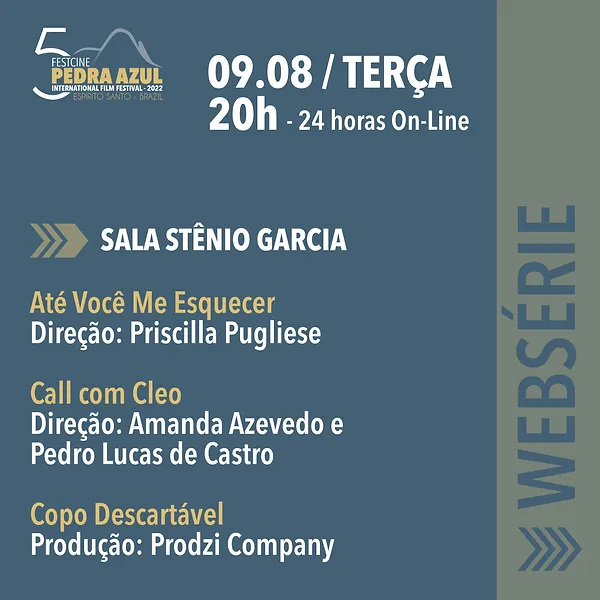 5
FESTCINE
PEDRA AZUL
INTERNATIONAL FILM FESTIVAL - 2022
ESPÍRITO SANTO - BRAZIL
09.08 / TERÇA
20h - 24 horas On-Line
SALA STÊNIO GARCIA
Até Você Me Esquecer
Direção: Priscilla Pugliese
Call com Cleo
Direção: Amanda Azevedo e
Pedro Lucas de Castro
Copo Descartável
Produção: Prodzi Company
WEBSÉRIE